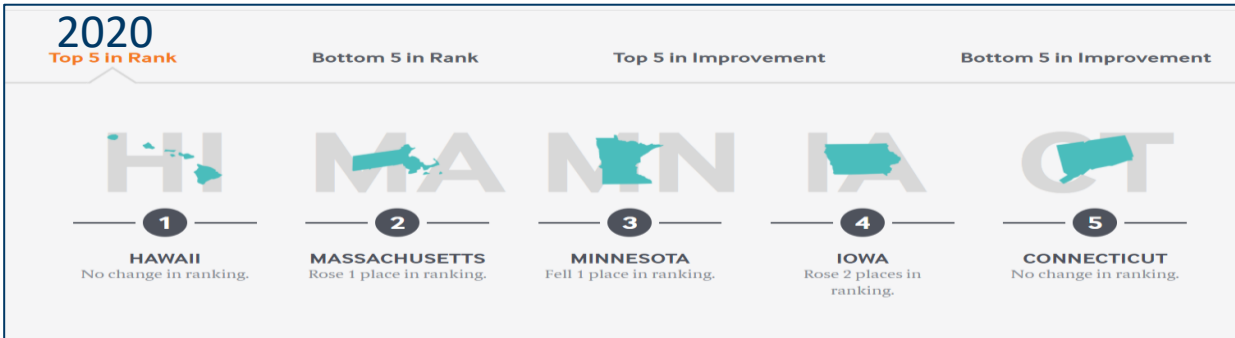 2020
Top 5 in Rank
Bottom 5 in Rank
Top 5 in Improvement
Bottom 5 in Improvement
HI
MA
MN
IA
CT
1
2
3
4
5
HAWAII
No change in ranking.
MASSACHUSETTS
Rose 1 place in ranking.
MINNESOTA
Fell 1 place in ranking.
IOWA
Rose 2 places in
ranking.
CONNECTICUT
No change in ranking.